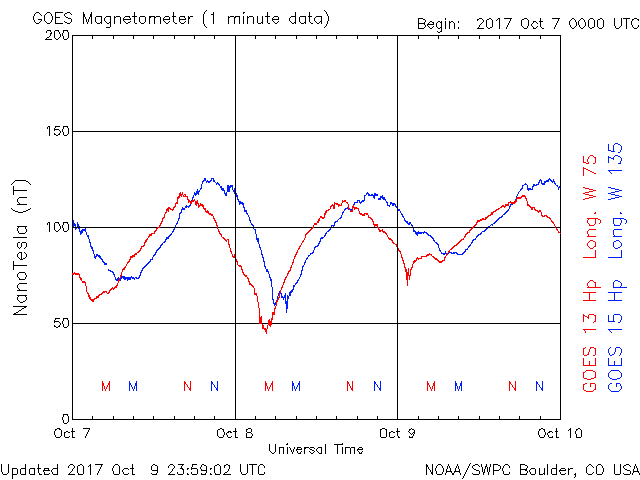 GOES Magnetometer (1 minute data)
Begin: 2017 Oct 7 0000 UTC
200
150
100
50
0
NanoTesla (nT)
M M N N M M N N M M N N
Oct 7 Oct 8 Oct 9 Oct 10
Universal Time
GOES 13 Hp Long. W 75
GOES 15 Hp Long. W 135
Updated 2017 Oct 9 23:59:02 UTC
NOAA/SWPC Boulder, CO USA